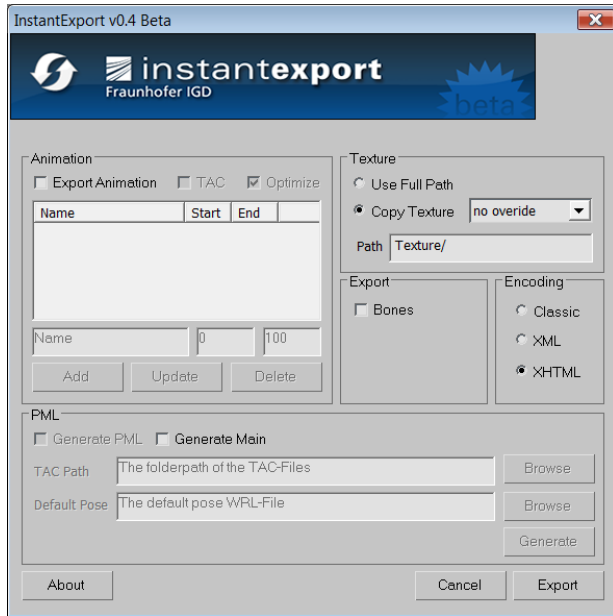 InstantExport v0.4 Beta
instantexport
Fraunhofer IGD
beta
Animation
Export Animation TAC Optimize
Name Start End
Name 0 100
Add Update Delete
Texture
Use Full Path
Copy Texture no overide
Path Texture/
Export
Bones
Encoding
Classic
XML
XHTML
PML
Generate PML Generate Main
TAC Path The folderpath of the TAC-Files Browse
Default Pose The default pose WRL-File Browse
Generate
About Cancel Export